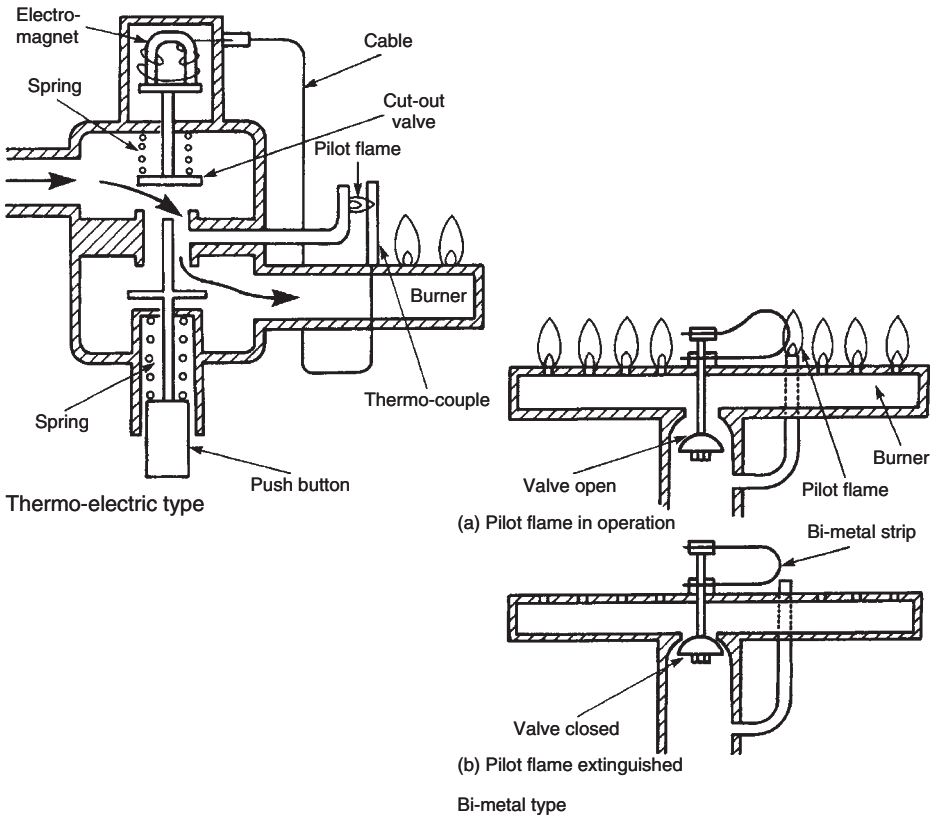 Electro-
magnet
Cable
Spring
Cut-out
valve
Pilot flame
Burner
Spring
Thermo-couple
Push button
Thermo-electric type
Burner
Valve open
Pilot flame
(a) Pilot flame in operation
Bi-metal strip
Valve closed
(b) Pilot flame extinguished
Bi-metal type